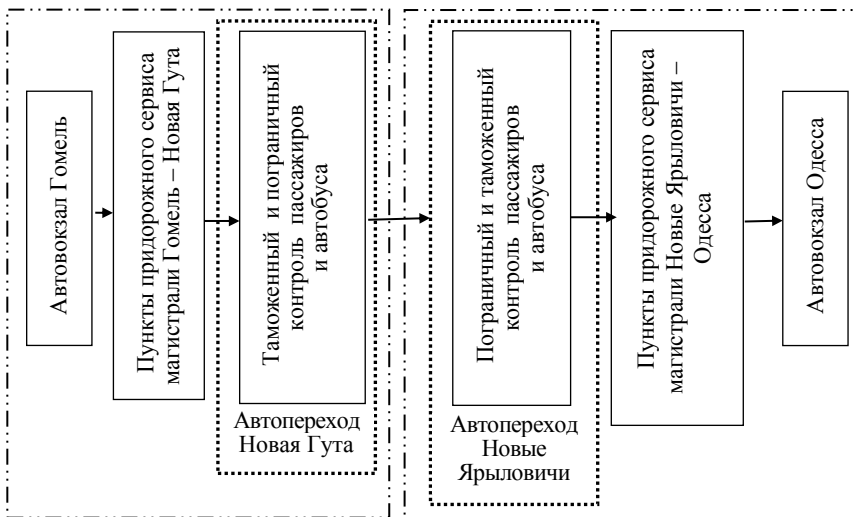 Автовокзал Гомель
Пункты придорожного сервиса
магистрали Гомель – Новая Гута
Таможенный и пограничный
контроль пассажиров
и автобуса
Автопереход
Новая Гута
Пограничный и таможенный
контроль пассажиров
и автобуса
Автопереход
Новые
Ярыловичи
Пункты придорожного сервиса
магистрали Новые Ярыловичи –
Одесса
Автовокзал Одесса